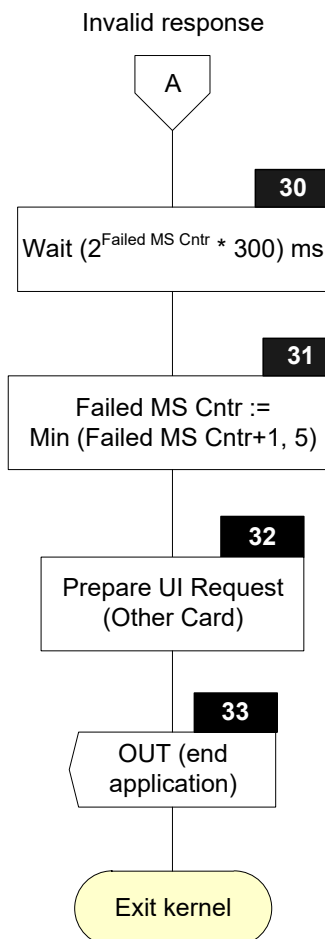 Invalid response
A
30
Wait (2^Failed MS Cntr * 300) ms
31
Failed MS Cntr :=
Min (Failed MS Cntr+1, 5)
32
Prepare UI Request
(Other Card)
33
OUT (end
application)
Exit kernel